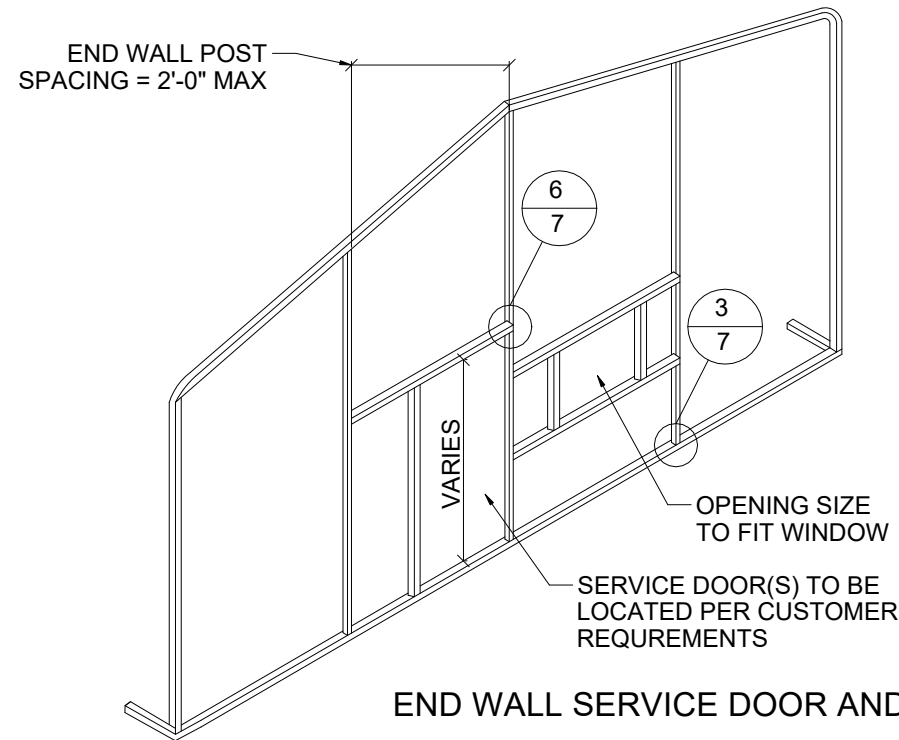 END WALL POST
SPACING = 2'-0" MAX
6
7
3
7
VARIES
OPENING SIZE
TO FIT WINDOW
SERVICE DOOR(S) TO BE
LOCATED PER CUSTOMER
REQUREMENTS
END WALL SERVICE DOOR AND